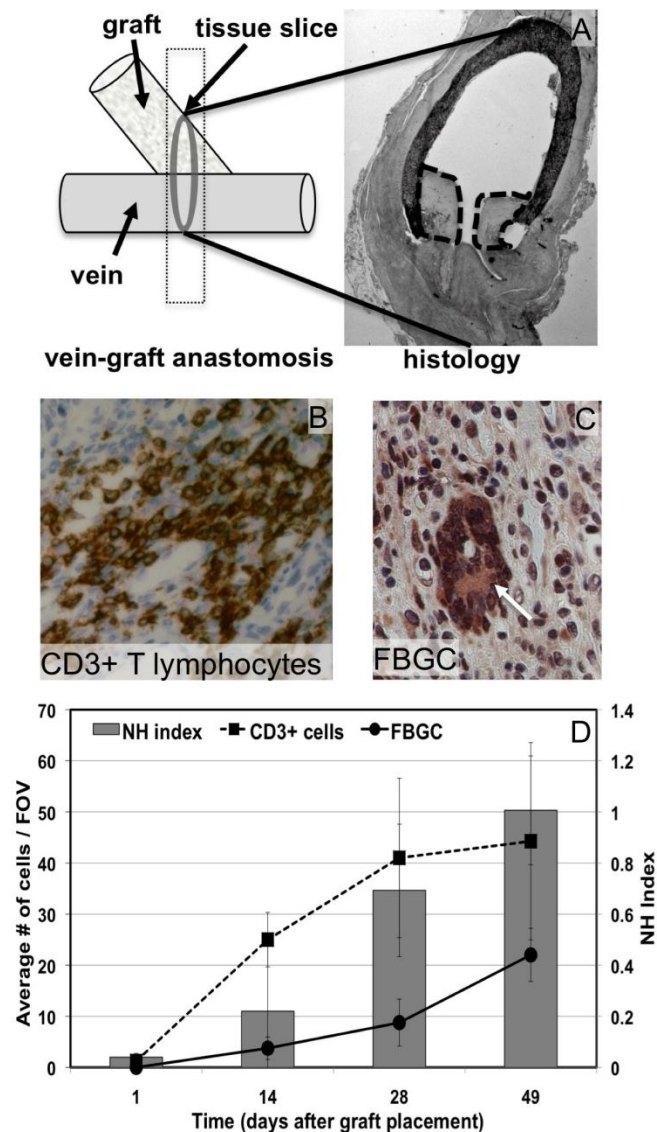 graft
tissue slice
A
vein
vein-graft anastomosis
histology
B
CD3+ T lymphocytes
C
FBGC
D
NH index
CD3+ cells
FBGC
Average # of cells / FOV
70
60
50
40
30
20
10
0
NH Index
1.4
1.2
1
0.8
0.6
0.4
0.2
0
1
14
28
49
Time (days after graft placement)